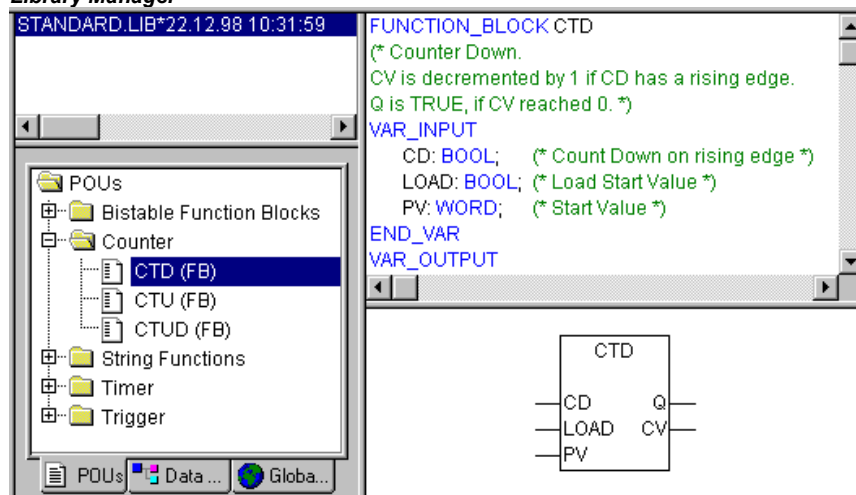 Library Manager
STANDARD.LIB*22.12.98 10:31:59
POUs
Bistable Function Blocks
Counter
CTD (FB)
CTU (FB)
CTUD (FB)
String Functions
Timer
Trigger
POUs Data ... Globa...
FUNCTION_BLOCK CTD
(* Counter Down.
CV is decremented by 1 if CD has a rising edge.
Q is TRUE, if CV reached 0. *)
VAR_INPUT
CD: BOOL; (* Count Down on rising edge *)
LOAD: BOOL; (* Load Start Value *)
PV: WORD; (* Start Value *)
END_VAR
VAR_OUTPUT
CTD
CD Q
LOAD CV
PV